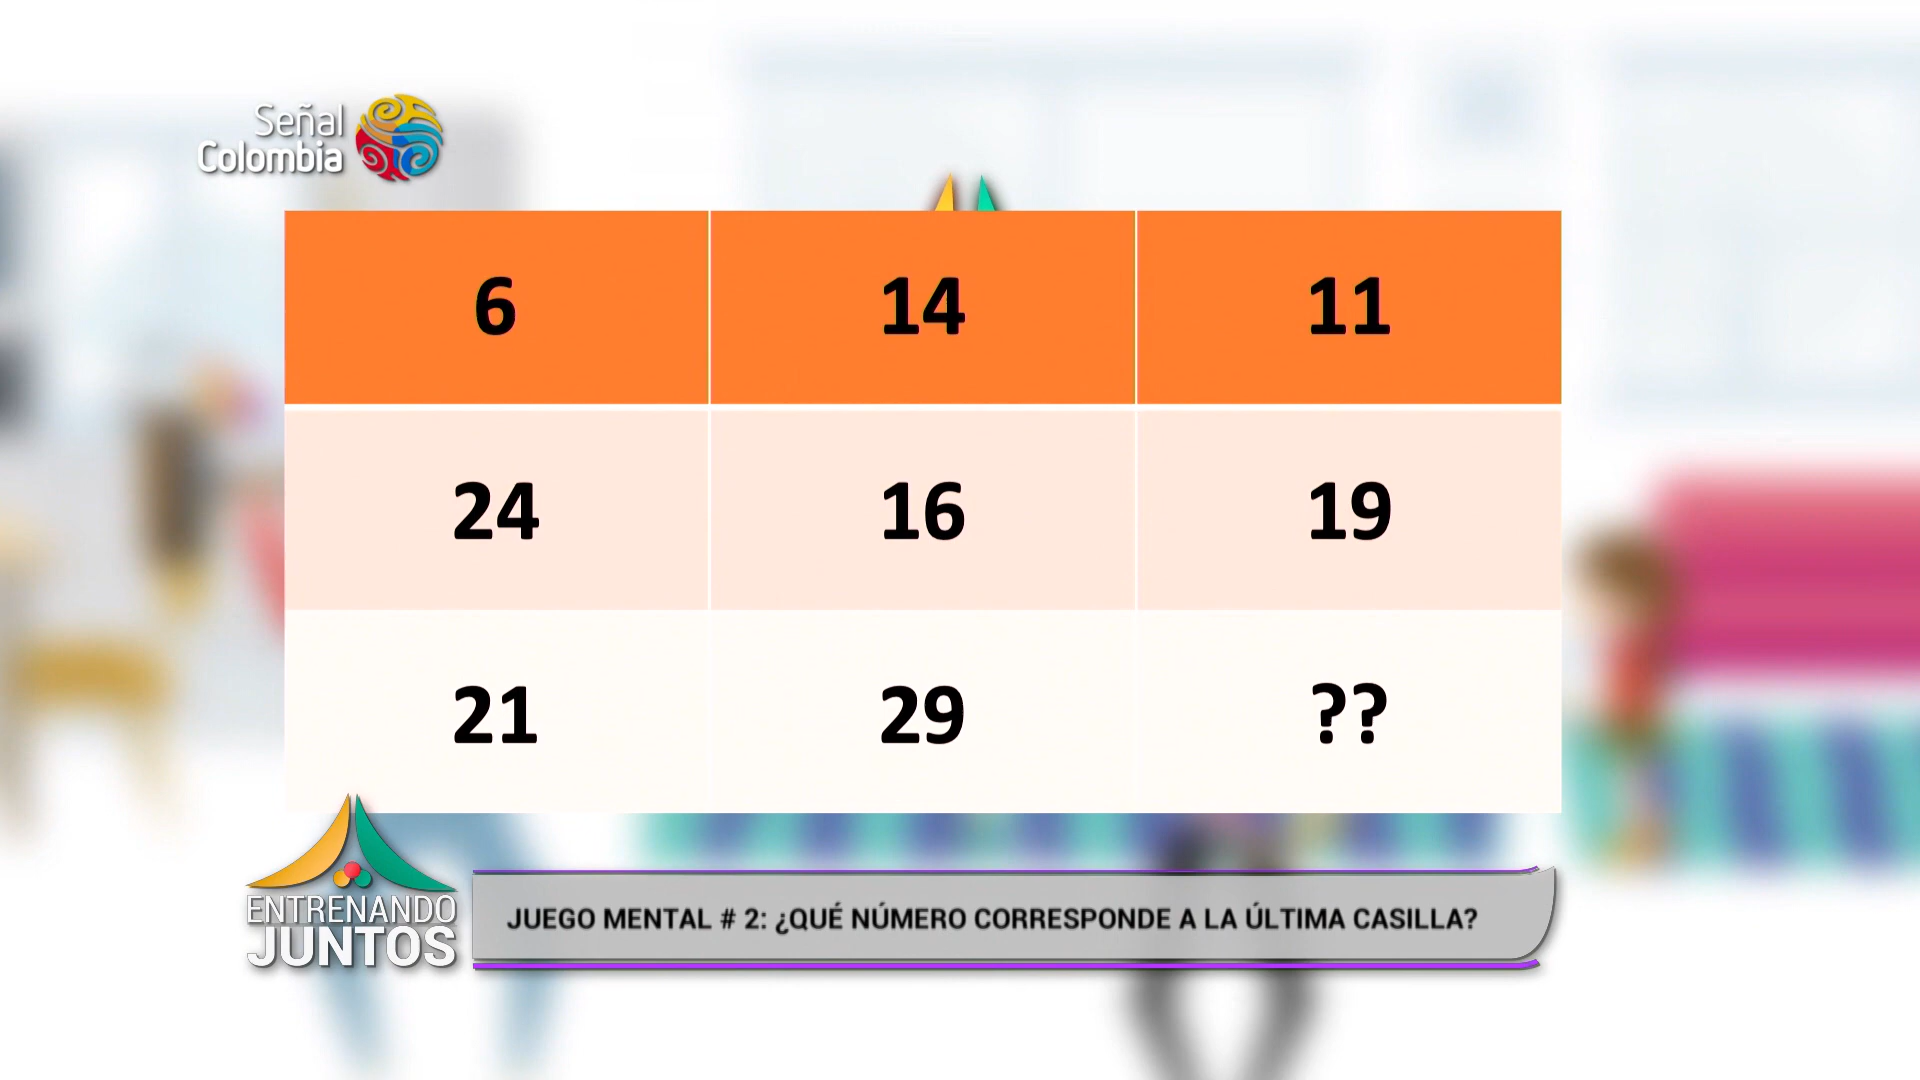 Señal
Colombia
6 14 11
24 16 19
21 29 ??
ENTRENANDO
JUNTOS
JUEGO MENTAL # 2: ¿QUÉ NÚMERO CORRESPONDE A LA ÚLTIMA CASILLA?